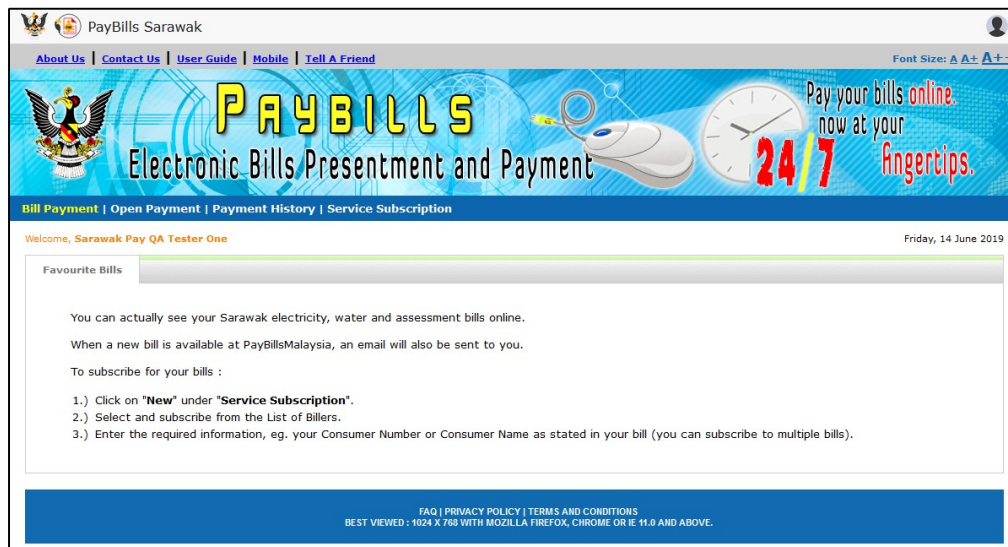 PayBills Sarawak
About Us | Contact Us | User Guide | Mobile | Tell A Friend
Font Size: A A+ A+
PAYBILLS
Electronic Bills Presentment and Payment
Pay your bills online.
now at your
24/7 fingertips.
Bill Payment | Open Payment | Payment History | Service Subscription
Welcome, Sarawak Pay QA Tester One
Friday, 14 June 2019
Favourite Bills
You can actually see your Sarawak electricity, water and assessment bills online.
When a new bill is available at PayBillsMalaysia, an email will also be sent to you.
To subscribe for your bills :
1.) Click on "New" under "Service Subscription".
2.) Select and subscribe from the List of Billers.
3.) Enter the required information, eg. your Consumer Number or Consumer Name as stated in your bill (you can subscribe to multiple bills).
FAQ | PRIVACY POLICY | TERMS AND CONDITIONS
BEST VIEWED : 1024 X 768 WITH MOZILLA FIREFOX, CHROME OR IE 11.0 AND ABOVE.